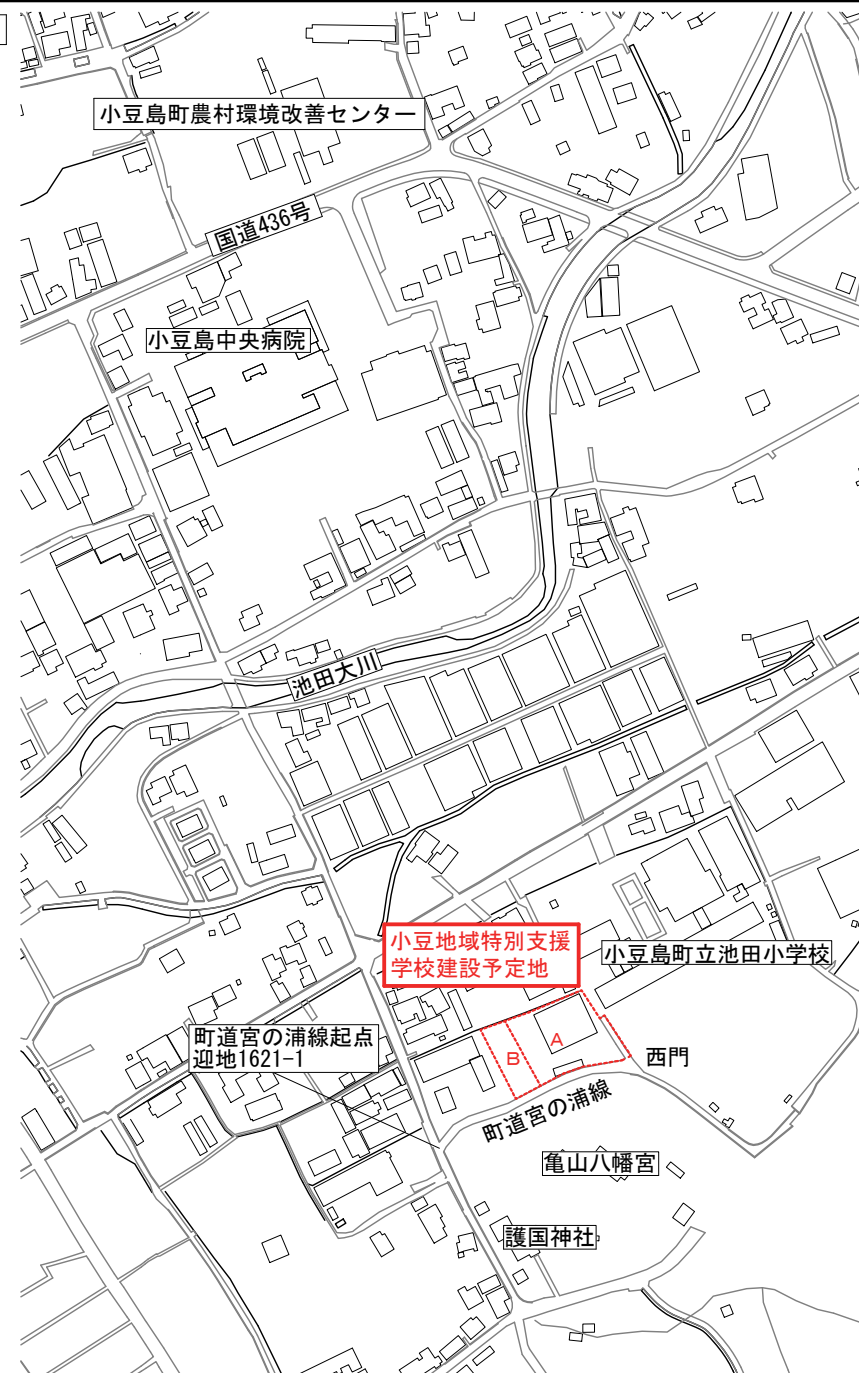 小豆島町農村環境改善センター
国道436号
小豆島中央病院
池田大川
小豆地域特別支援
学校建設予定地
小豆島町立池田小学校
町道宮の浦線起点
迎地1621-1
A
B
西門
町道宮の浦線
亀山八幡宮
護国神社